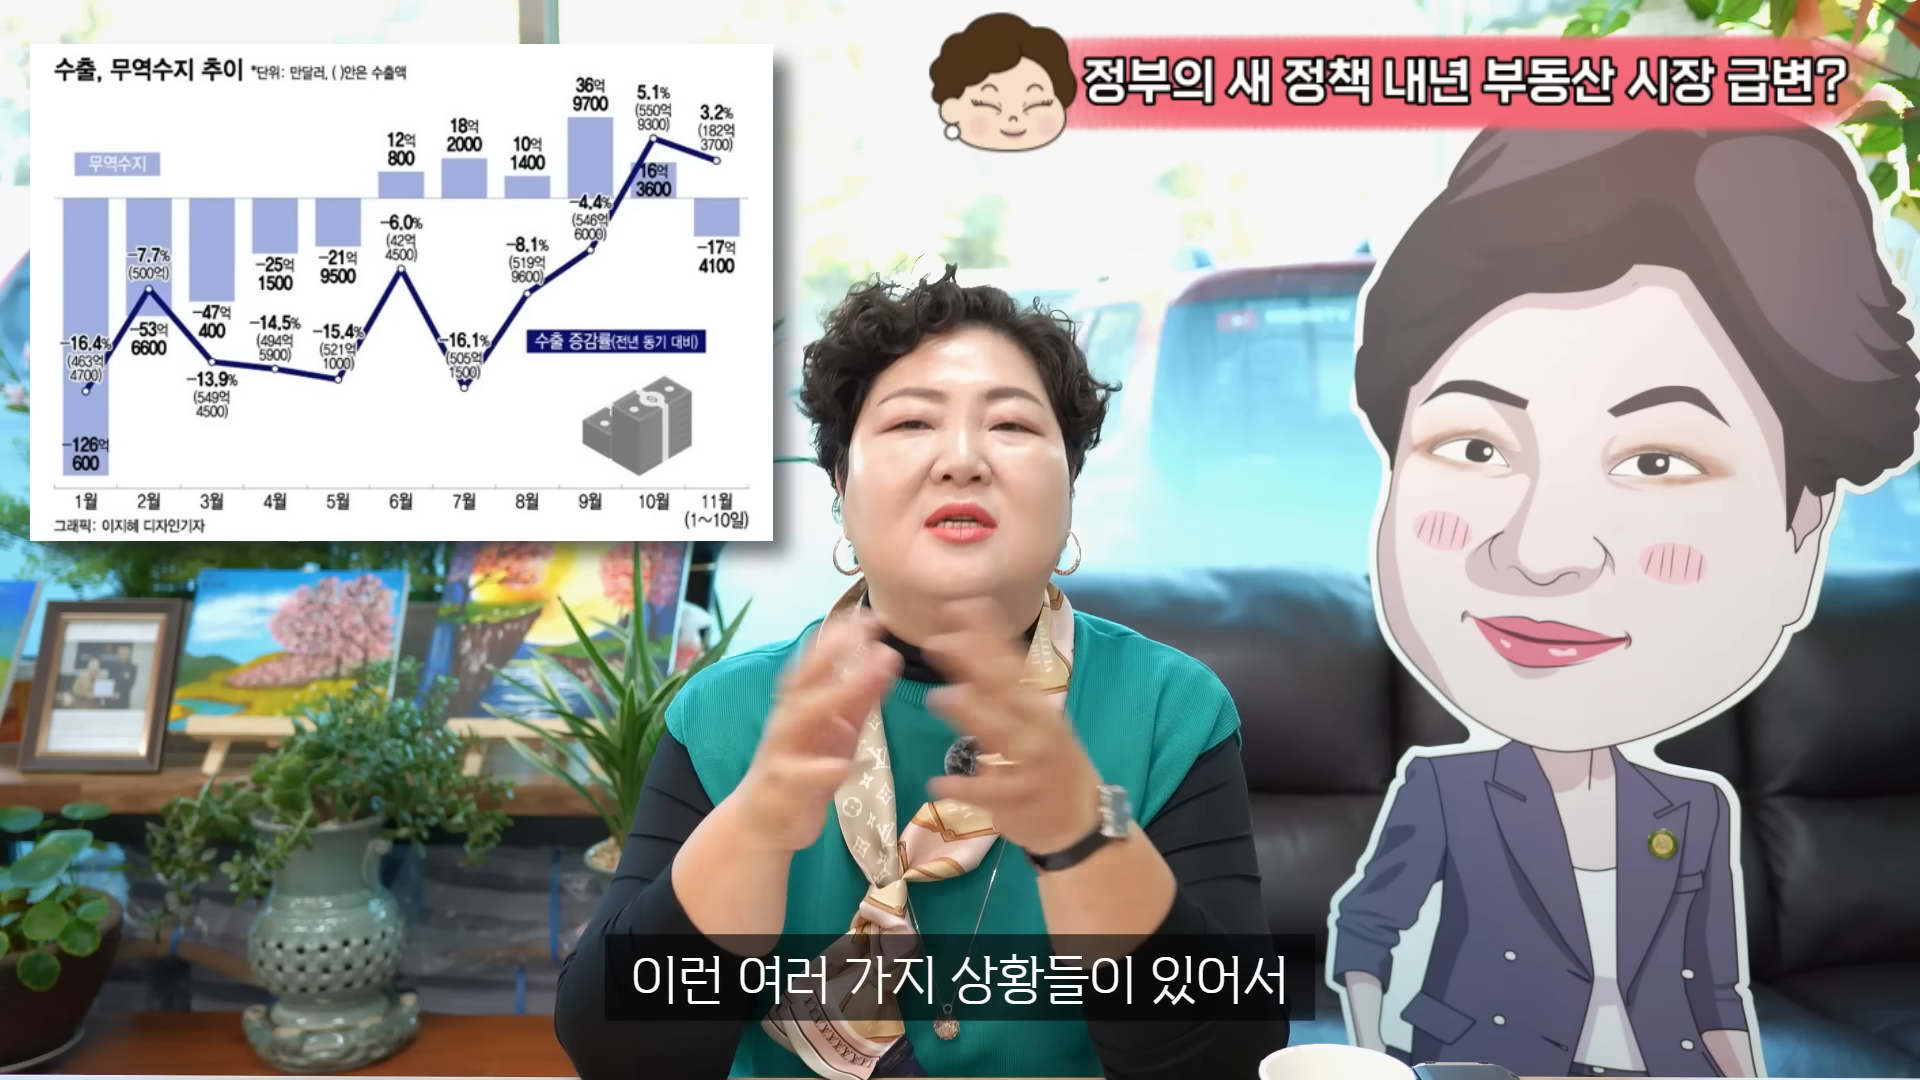 수출, 무역수지 추이 *단위: 만달러, ( )안은 수출액
정부의 새 정책 내년 부동산 시장 급변?
무역수지
12억
800
18억
2000
10억
1400
36억
9700
5.1%
(550억
9300)
16억
3600
3.2%
(182억
3700)
-7.7%
(500억)
-53억
6600
-47억
400
-25억
1500
-21억
9500
-6.0%
(42억
4500)
-8.1%
(519억
9600)
-4.4%
(546억
6000)
-17억
4100
-16.4%
(463억
4700)
-126억
600
-13.9%
(549억
4500)
-14.5%
(494억
5900)
-15.4%
(521억
1000)
-16.1%
(505억
1500)
수출 증감률(전년 동기 대비)
1월 2월 3월 4월 5월 6월 7월 8월 9월 10월 11월
(1~10일)
그래픽: 이지혜 디자인기자
이런 여러 가지 상황들이 있어서